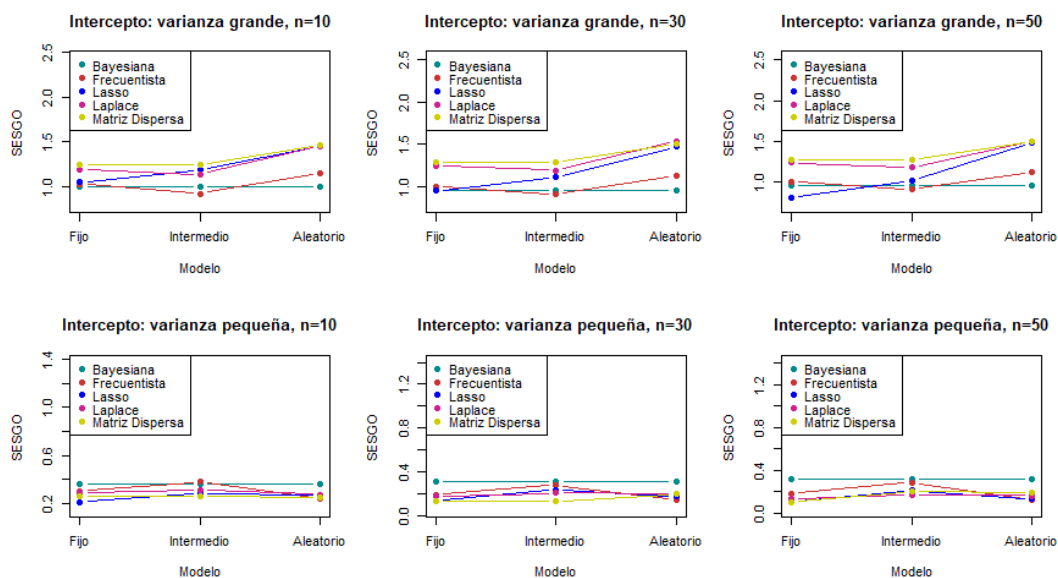 Intercepto: varianza grande, n=10
SESGO
2.5
2.0
1.5
1.0
Bayesiana
Frecuentista
Lasso
Laplace
Matriz Dispersa
Fijo Intermedio Aleatorio
Modelo
Intercepto: varianza grande, n=30
SESGO
2.5
2.0
1.5
1.0
Bayesiana
Frecuentista
Lasso
Laplace
Matriz Dispersa
Fijo Intermedio Aleatorio
Modelo
Intercepto: varianza grande, n=50
SESGO
2.5
2.0
1.5
1.0
Bayesiana
Frecuentista
Lasso
Laplace
Matriz Dispersa
Fijo Intermedio Aleatorio
Modelo
Intercepto: varianza pequeña, n=10
SESGO
1.4
1.0
0.6
0.2
Bayesiana
Frecuentista
Lasso
Laplace
Matriz Dispersa
Fijo Intermedio Aleatorio
Modelo
Intercepto: varianza pequeña, n=30
SESGO
1.2
0.8
0.4
0.0
Bayesiana
Frecuentista
Lasso
Laplace
Matriz Dispersa
Fijo Intermedio Aleatorio
Modelo
Intercepto: varianza pequeña, n=50
SESGO
1.2
0.8
0.4
0.0
Bayesiana
Frecuentista
Lasso
Laplace
Matriz Dispersa
Fijo Intermedio Aleatorio
Modelo